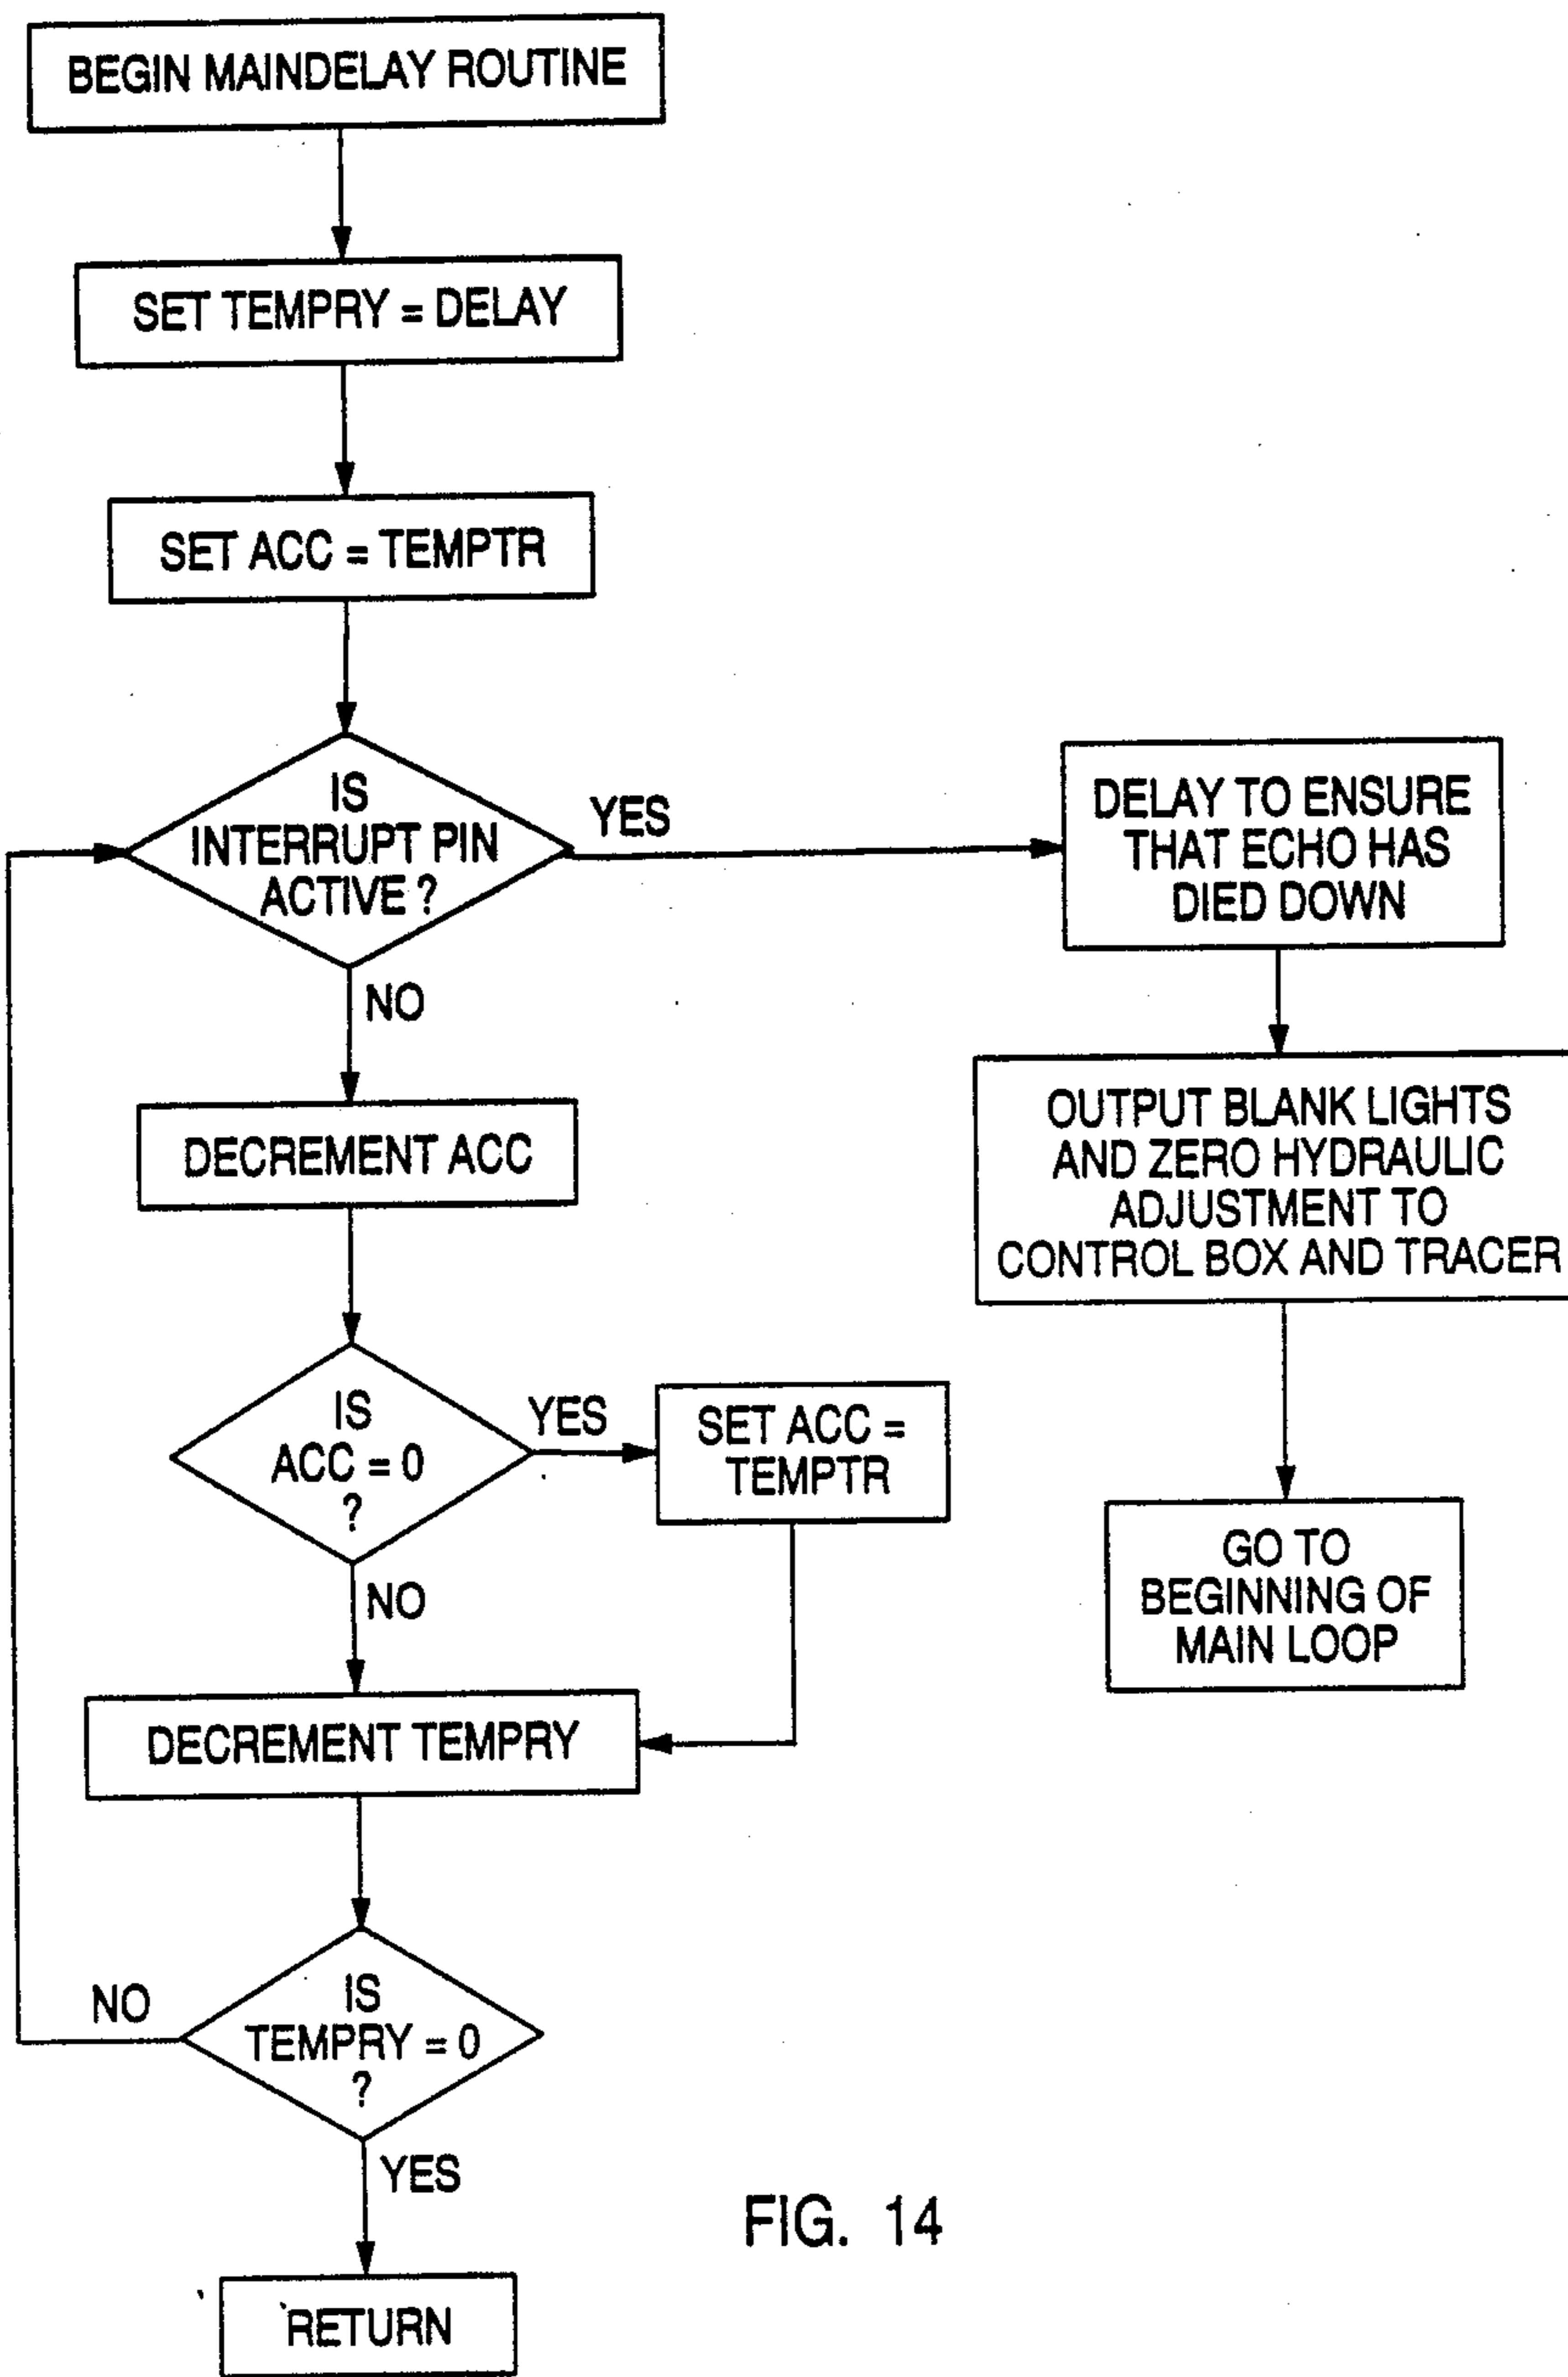 BEGIN MAINDELAY ROUTINE
SET TEMPRY = DELAY
SET ACC = TEMPTR
IS
INTERRUPT PIN
ACTIVE ?
YES
DELAY TO ENSURE
THAT ECHO HAS
DIED DOWN
NO
OUTPUT BLANK LIGHTS
AND ZERO HYDRAULIC
ADJUSTMENT TO
CONTROL BOX AND TRACER
DECREMENT ACC
IS
ACC = 0
?
YES
SET ACC =
TEMPTR
NO
GO TO
BEGINNING OF
MAIN LOOP
DECREMENT TEMPRY
IS
TEMPRY = 0
?
NO
YES
RETURN
FIG. 14